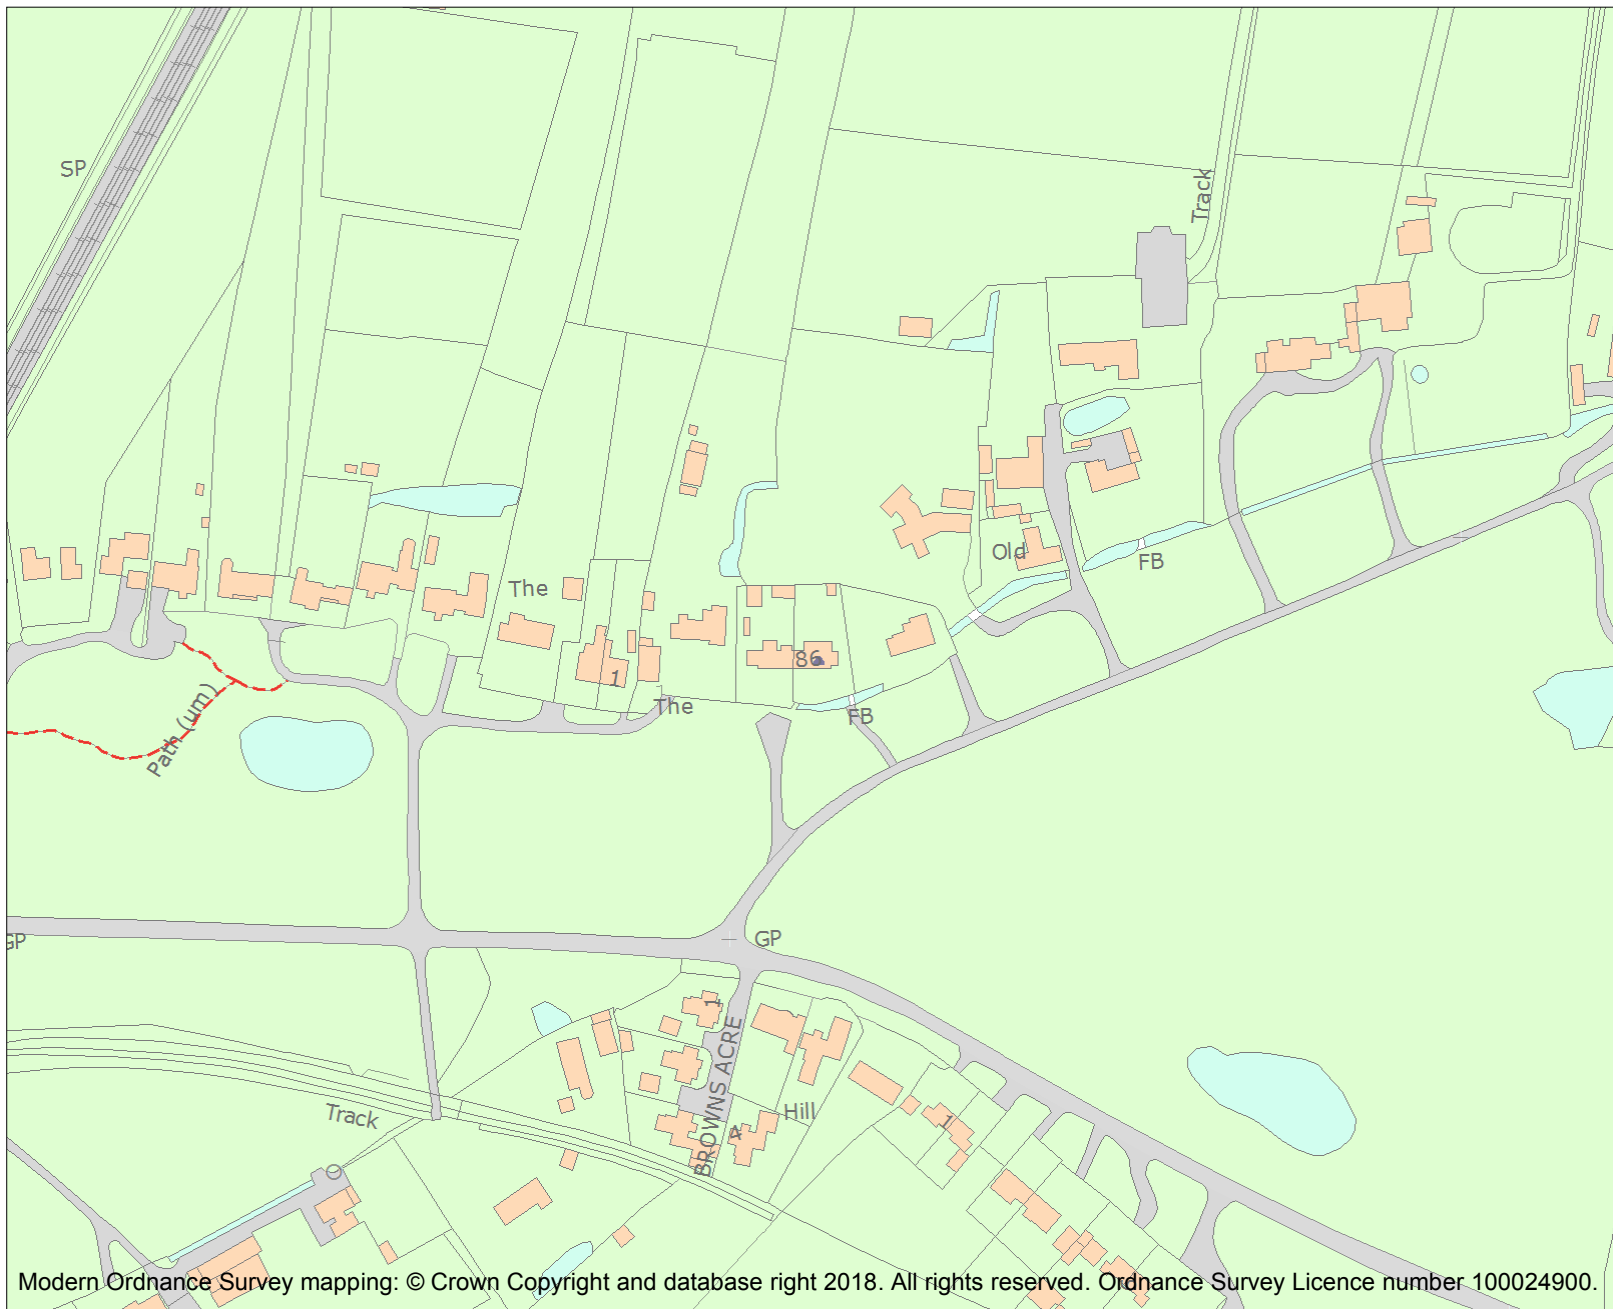 SP
Track
Old
FB
The
86
1
The
FB
Path (um)
GP
GP
1
BROWNS ACRE
Track
Hill
4
1
Modern Ordnance Survey mapping: © Crown Copyright and database right 2018. All rights reserved. Ordnance Survey Licence number 100024900.